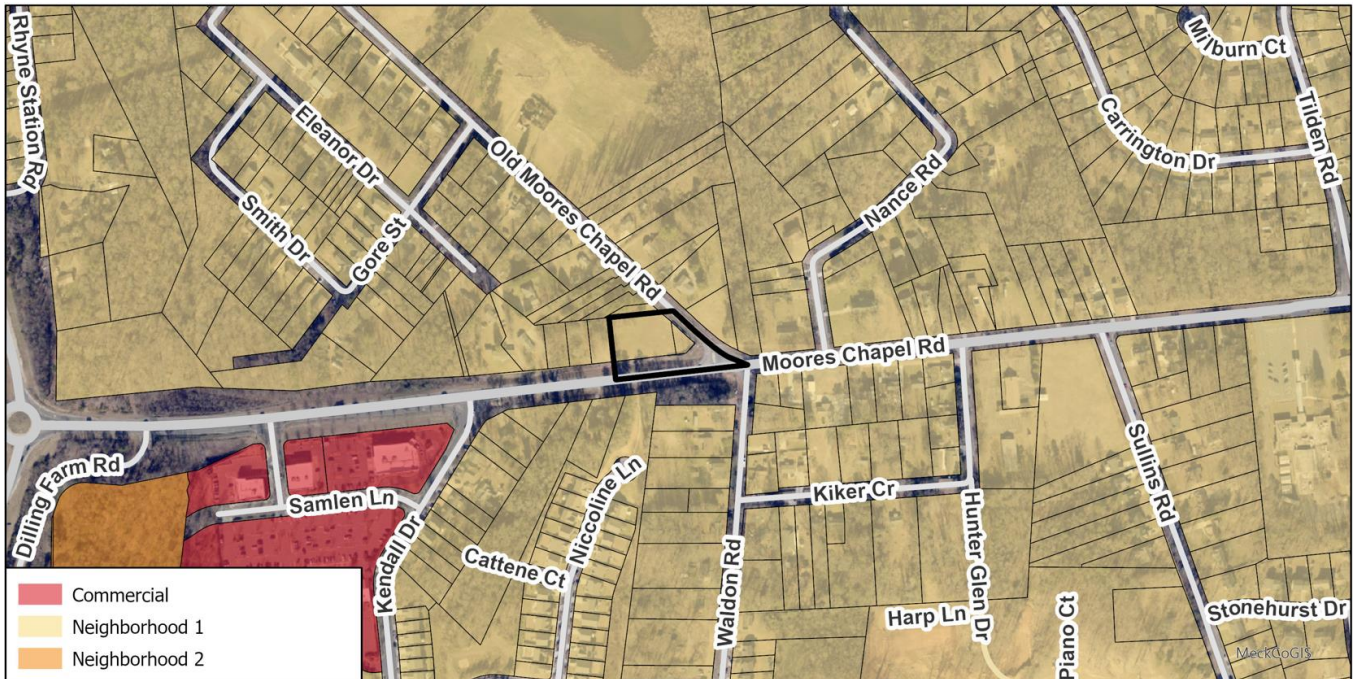 Rhyne Station Rd
Milburn Ct
Eleanor Dr
Carrington Dr
Tilden Rd
Old Moores Chapel Rd
Nance Rd
Smith Dr
Gore St
Moores Chapel Rd
Dilling Farm Rd
Samlen Ln
Kendall Dr
Cattene Ct
Niccoline Ln
Waldon Rd
Kiker Cr
Hunter Glen Dr
Sullins Rd
Harp Ln
Piano Ct
Stonehurst Dr
MeckCoGIS
Commercial
Neighborhood 1
Neighborhood 2